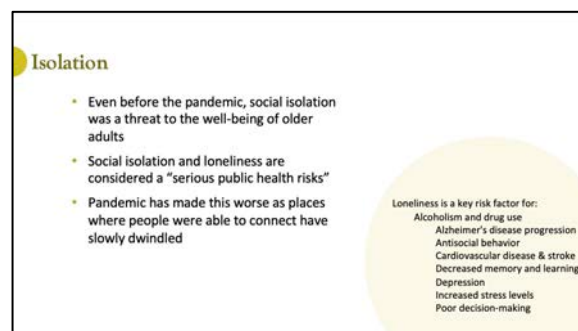 Isolation
• Even before the pandemic, social isolation
was a threat to the well-being of older
adults
• Social isolation and loneliness are
considered a “serious public health risks”
• Pandemic has made this worse as places
where people were able to connect have
slowly dwindled
Loneliness is a key risk factor for:
Alcoholism and drug use
Alzheimer's disease progression
Antisocial behavior
Cardiovascular disease & stroke
Decreased memory and learning
Depression
Increased stress levels
Poor decision-making